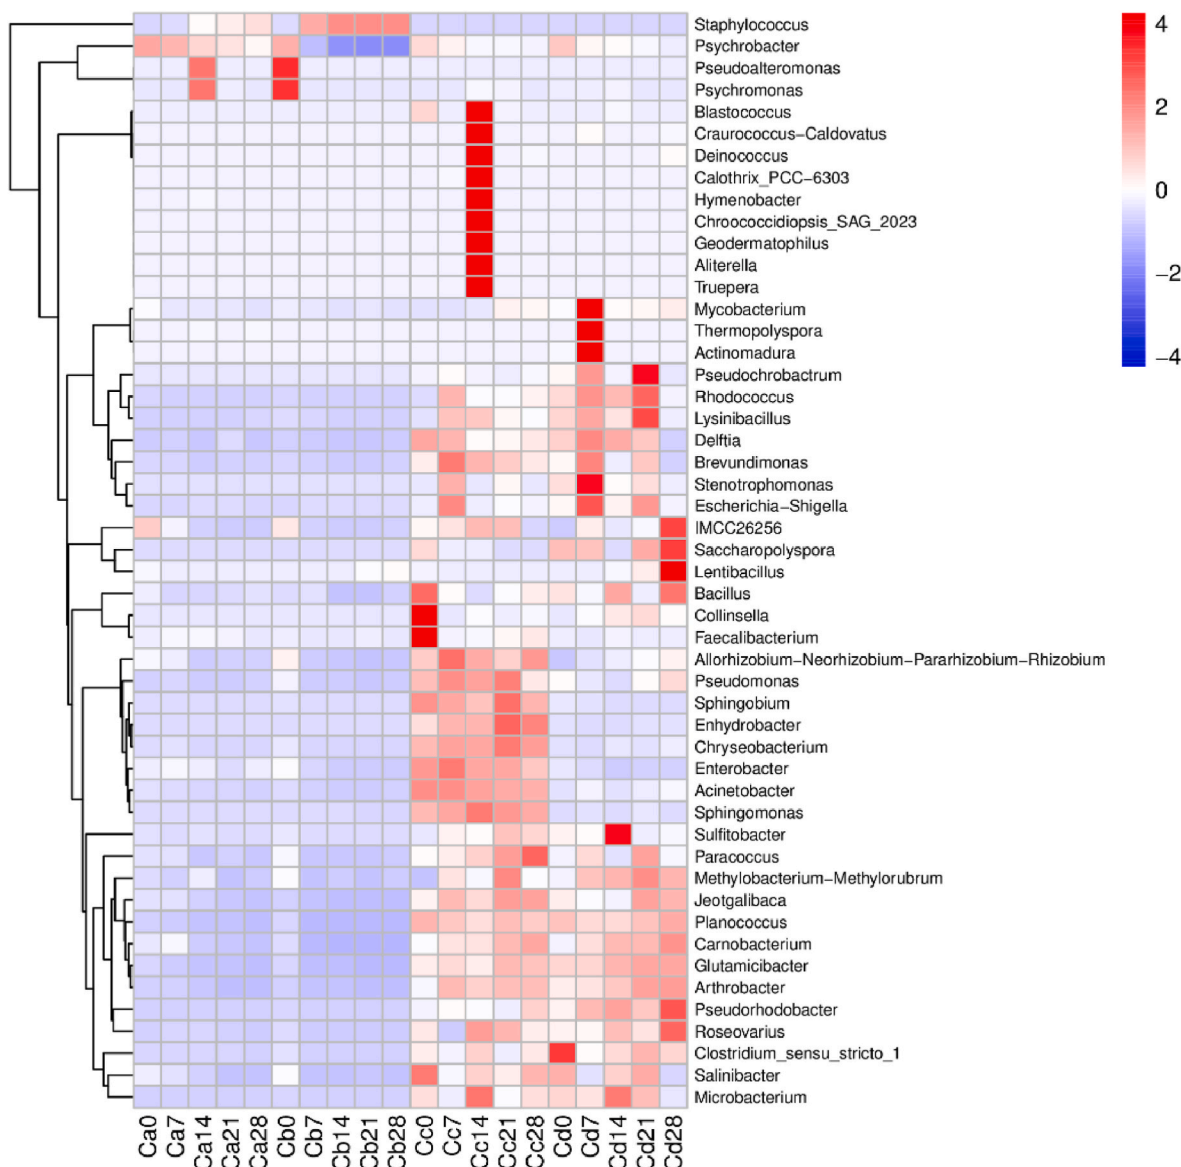 Staphylococcus
Psychrobacter
Pseudoalteromonas
Psychromonas
Blastococcus
Craurococcus−Caldovatus
Deinococcus
Calothrix_PCC−6303
Hymenobacter
Chroococcidiopsis_SAG_2023
Geodermatophilus
Aliterella
Truepera
Mycobacterium
Thermopolyspora
Actinomadura
Pseudochrobactrum
Rhodococcus
Lysinibacillus
Delftia
Brevundimonas
Stenotrophomonas
Escherichia−Shigella
IMCC26256
Saccharopolyspora
Lentibacillus
Bacillus
Collinsella
Faecalibacterium
Allorhizobium−Neorhizobium−Pararhizobium−Rhizobium
Pseudomonas
Sphingobium
Enhydrobacter
Chryseobacterium
Enterobacter
Acinetobacter
Sphingomonas
Sulfitobacter
Paracoccus
Methylobacterium−Methylorubrum
Jeotgalibaca
Planococcus
Carnobacterium
Glutamicibacter
Arthrobacter
Pseudorhodobacter
Roseovarius
Clostridium_sensu_stricto_1
Salinibacter
Microbacterium
Ca0 Ca7 Ca14 Ca21 Ca28 Cb0 Cb7 Cb14 Cb21 Cb28 Cc0 Cc7 Cc14 Cc21 Cc28 Cd0 Cd7 Cd14 Cd21 Cd28
4
2
0
−2
−4